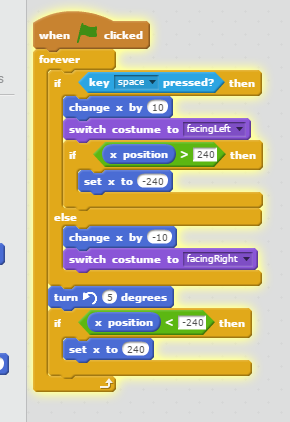 when clicked
forever
if key space pressed? then
change x by 10
switch costume to facingLeft
if x position > 240 then
set x to -240
else
change x by -10
switch costume to facingRight
turn 5 degrees
if x position < -240 then
set x to 240